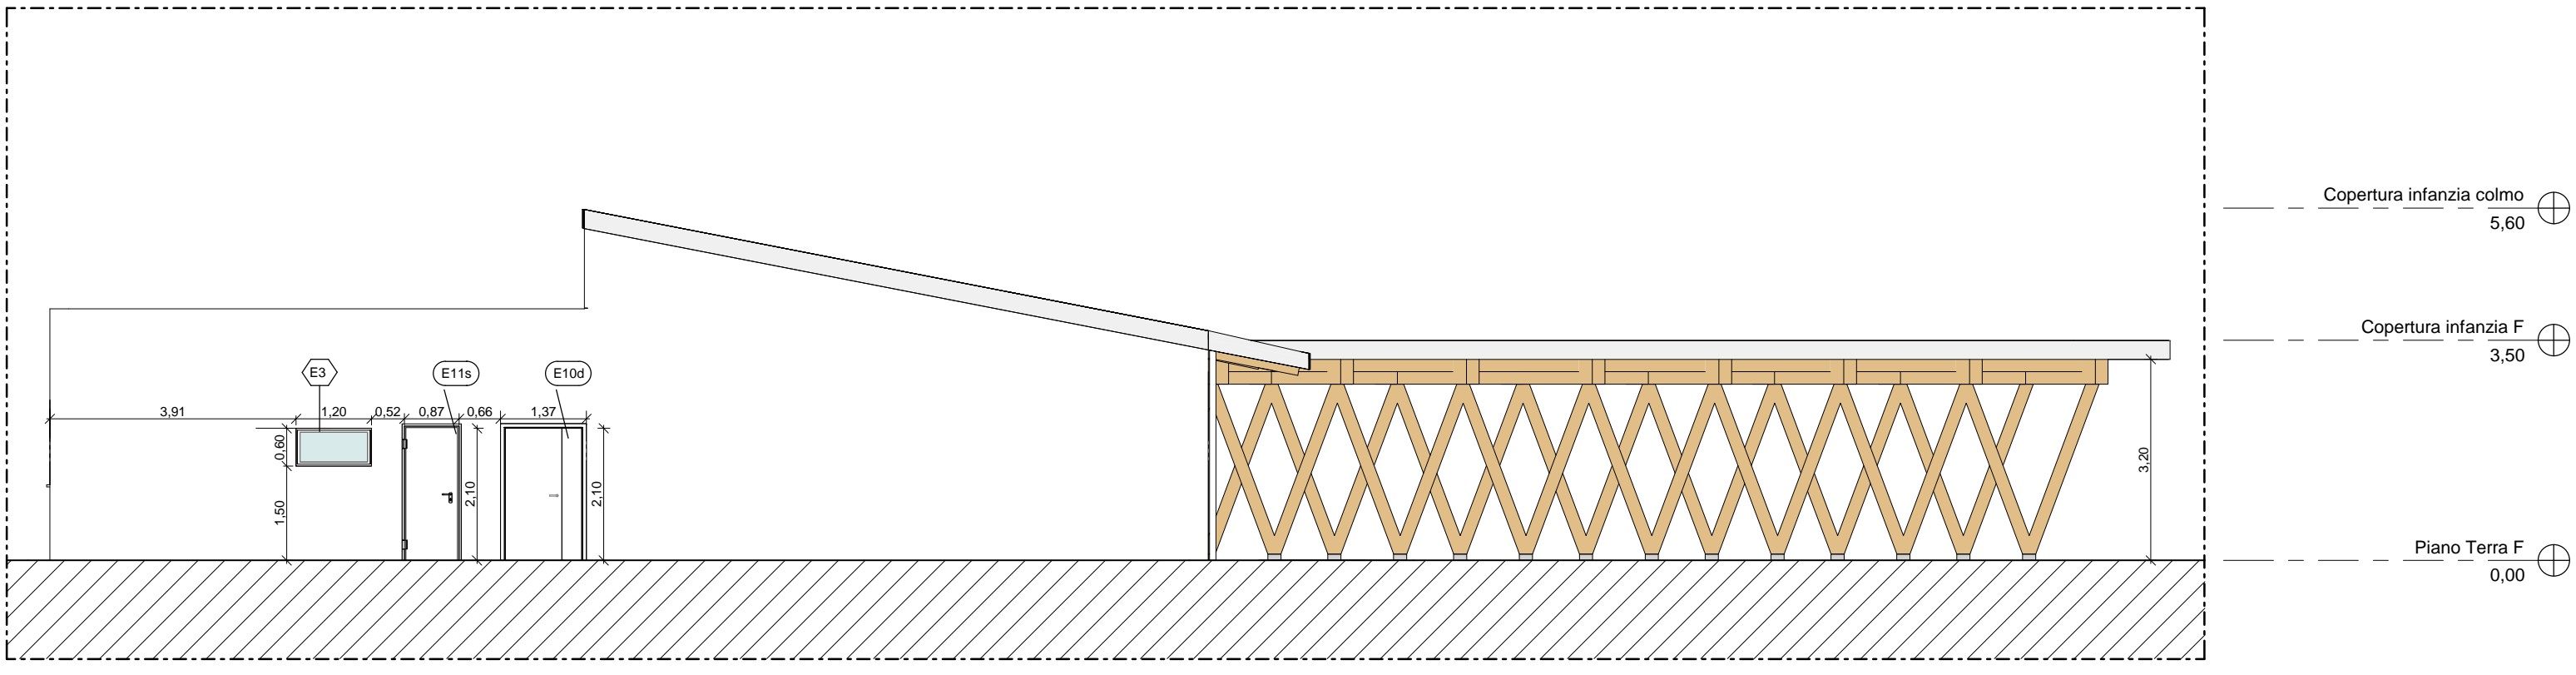 Copertura infanzia colmo
5,60
Copertura infanzia F
3,50
E3
E11s
E10d
3,91
1,20
0,52
0,87
0,66
1,37
0,60
1,50
2,10
2,10
3,20
Piano Terra F
0,00